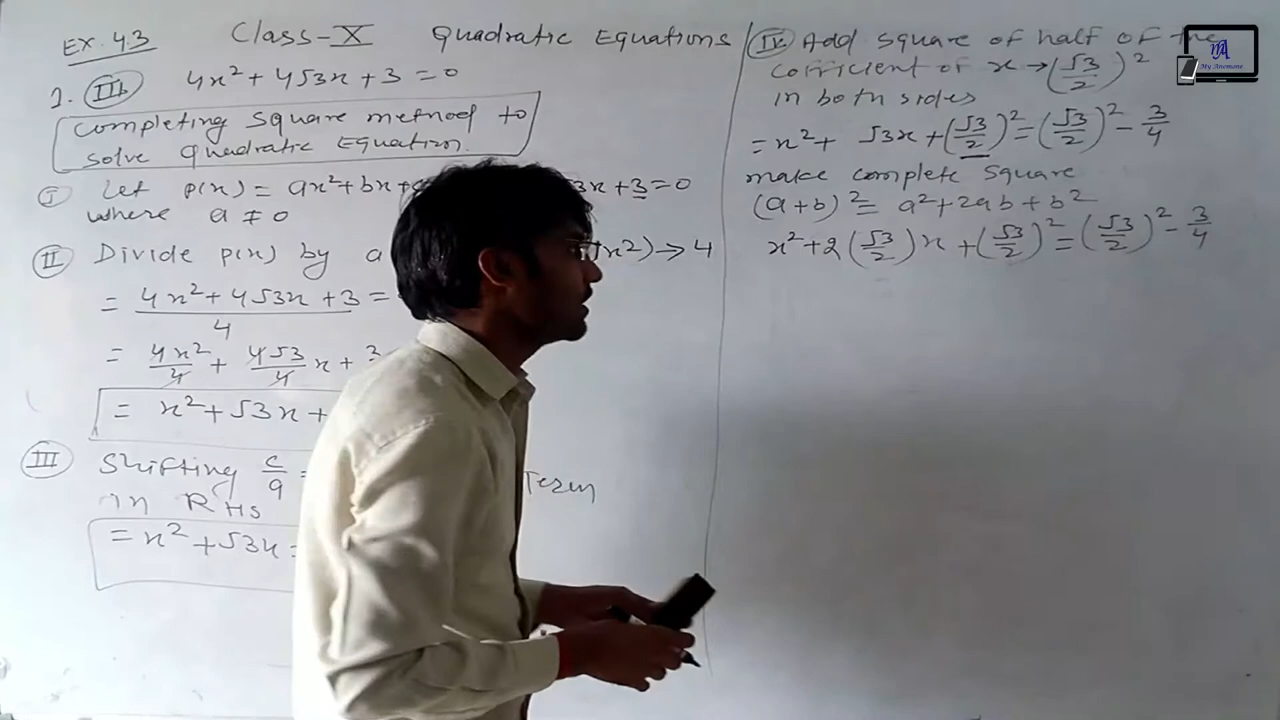 Ex. 4.3 Class-X Quadratic Equations
1. (III) 4x² + 4√3x + 3 = 0
Completing square method to
solve Quadratic Equation.
(I) Let p(x) = ax² + bx + 3x + 3 = 0
where a ≠ 0
(II) Divide p(x) by a x²) → 4
= 4x² + 4√3x + 3 / 4 =
= 4x²/4 + 4√3/4 x + 3
= x² + √3x +
(III) Shifting c/a = Term
in RHS
= x² + √3x =
(IV) Add square of half of the
cofficient of x → (√3/2)²
in both sides
= x² + √3x + (√3/2)² = (√3/2)² - 3/4
make complete square
(a+b)² = a² + 2ab + b²
x² + 2(√3/2)x + (√3/2)² = (√3/2)² - 3/4
MA
My Anemane